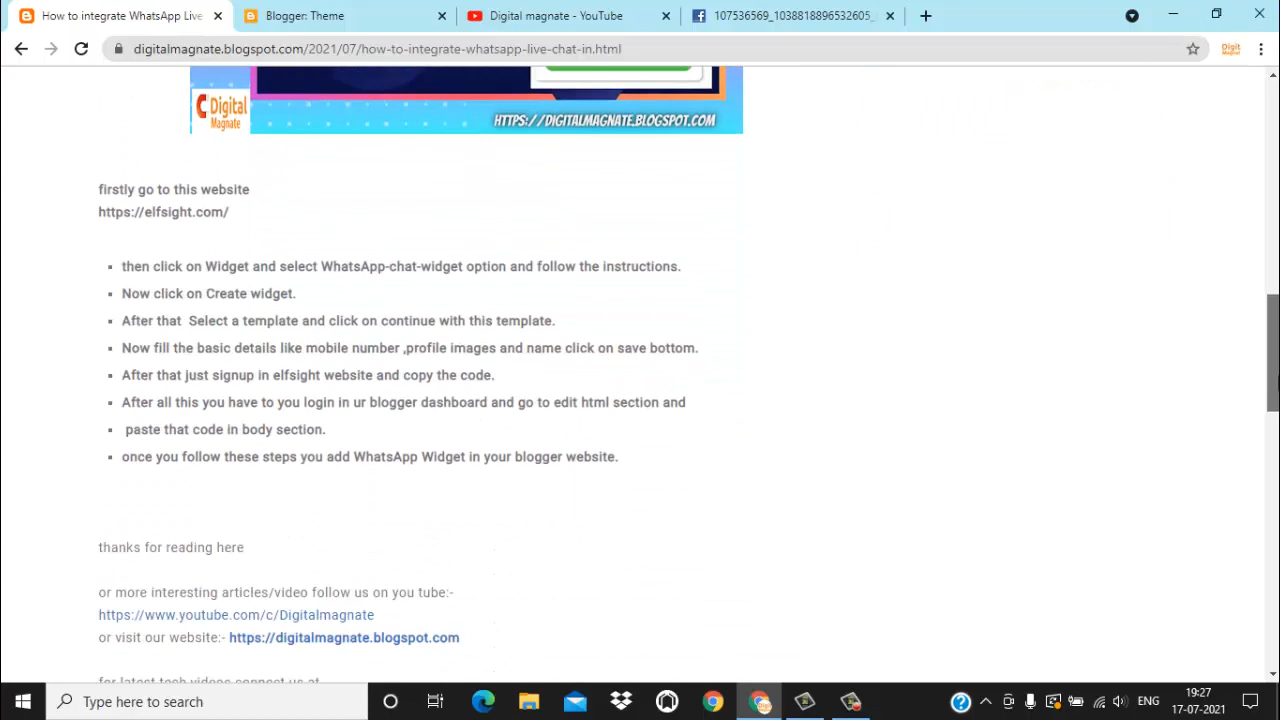 How to integrate WhatsApp Live
Blogger: Theme
Digital magnate - YouTube
107536569_1038818896532605_
digitalmagnate.blogspot.com/2021/07/how-to-integrate-whatsapp-live-chat-in.html
Digital
Magnate
HTTPS://DIGITALMAGNATE.BLOGSPOT.COM
firstly go to this website
https://elfsight.com/
then click on Widget and select WhatsApp-chat-widget option and follow the instructions.
Now click on Create widget.
After that  Select a template and click on continue with this template.
Now fill the basic details like mobile number ,profile images and name click on save bottom.
After that just signup in elfsight website and copy the code.
After all this you have to you login in ur blogger dashboard and go to edit html section and
paste that code in body section.
once you follow these steps you add WhatsApp Widget in your blogger website.
thanks for reading here
or more interesting articles/video follow us on you tube:-
https://www.youtube.com/c/Digitalmagnate
or visit our website:- https://digitalmagnate.blogspot.com
for latest tech videos connect us at
Type here to search
ENG
19:27
17-07-2021